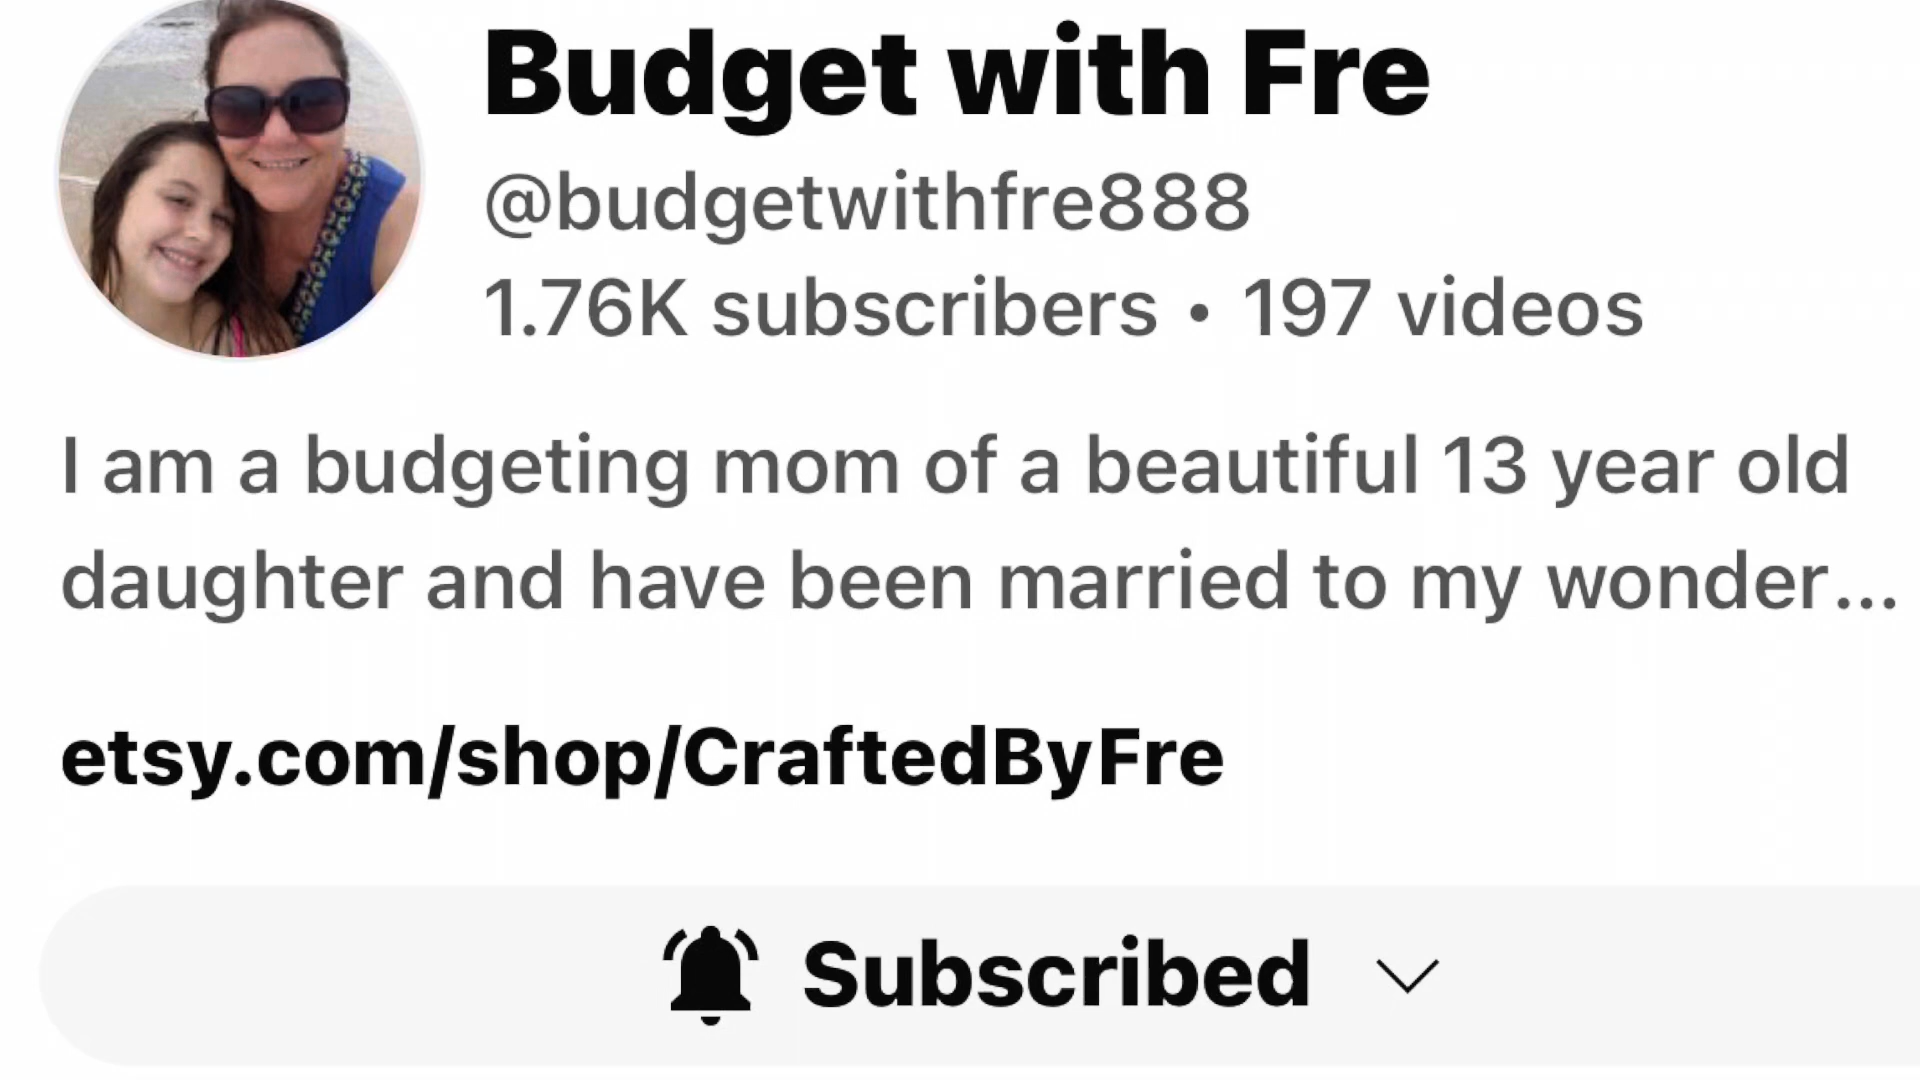 Budget with Fre
@budgetwithfre888
1.76K subscribers • 197 videos
I am a budgeting mom of a beautiful 13 year old
daughter and have been married to my wonder...
etsy.com/shop/CraftedByFre
Subscribed